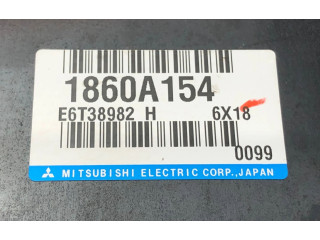 1860A154
E6T38982 H 6X18
0099
MITSUBISHI ELECTRIC CORP., JAPAN